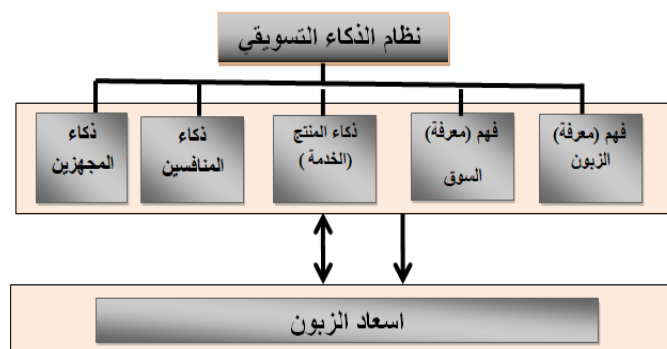 نظام الذكاء التسويقي
فهم (معرفة)
الزبون
فهم (معرفة)
السوق
ذكاء المنتج
(الخدمة )
ذكاء
المنافسين
ذكاء
المجهزين
اسعاد الزبون